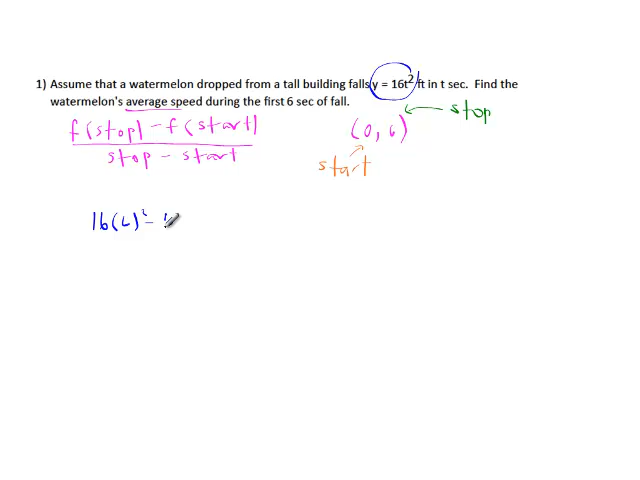 1) Assume that a watermelon dropped from a tall building falls y = 16t² ft in t sec. Find the
watermelon's average speed during the first 6 sec of fall.
f(stop) - f(start)
stop - start
(0, 6)
stop
start
16(6)² -